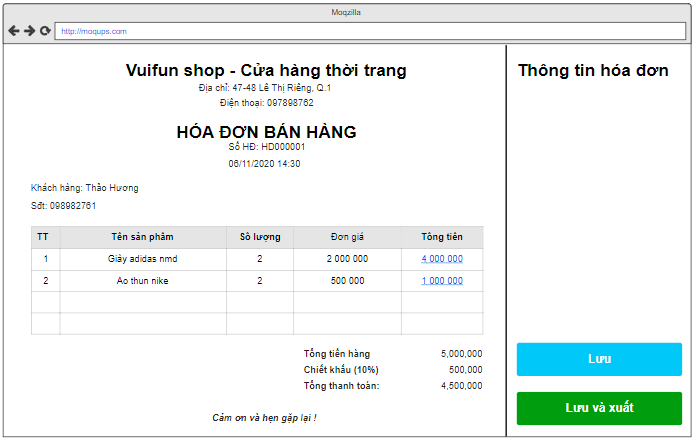 Moqzilla
http://moqups.com
Vuifun shop - Cửa hàng thời trang
Địa chỉ: 47-48 Lê Thị Riêng, Q.1
Điện thoại: 097898762
HÓA ĐƠN BÁN HÀNG
Số HĐ: HD000001
06/11/2020 14:30
Khách hàng: Thảo Hương
Sđt: 098982761
TT Tên sản phẩm Số lượng Đơn giá Tổng tiền
1 Giày adidas nmd 2 2 000 000 4 000 000
2 Ao thun nike 2 500 000 1 000 000
Tổng tiền hàng 5,000,000
Chiết khấu (10%) 500,000
Tổng thanh toán: 4,500,000
Cám ơn và hẹn gặp lại !
Thông tin hóa đơn
Lưu
Lưu và xuất